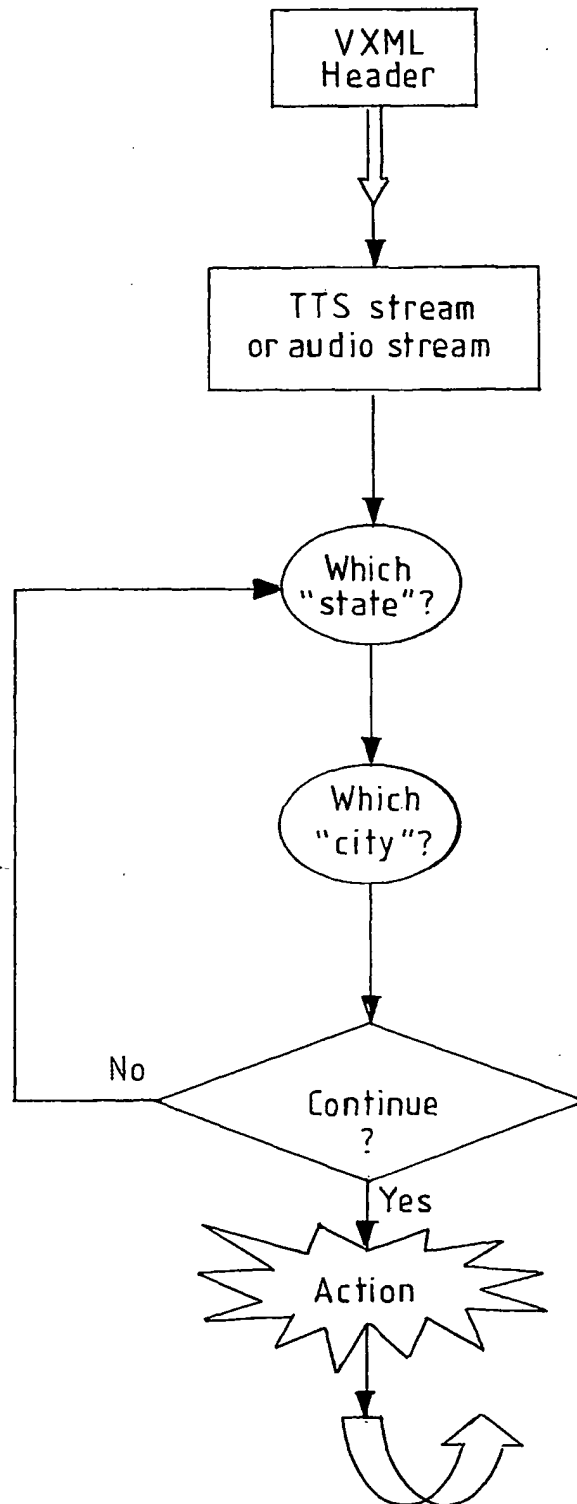 VXML
Header
TTS stream
or audio stream
Which
"state"?
Which
"city"?
No
Continue
?
Yes
Action